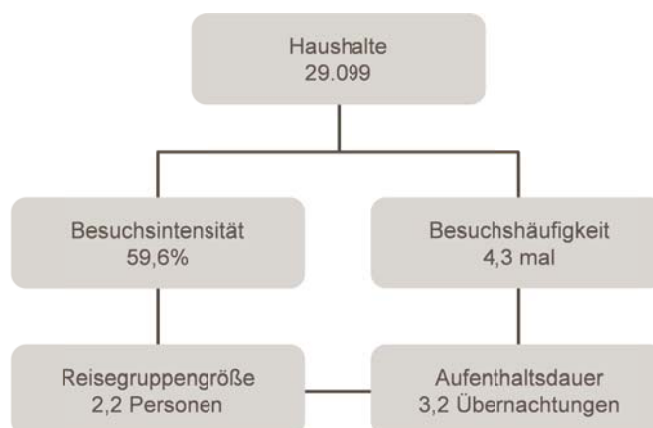 Haushalte
29.099
Besuchsintensität
59,6%
Besuchshäufigkeit
4,3 mal
Reisegruppengröße
2,2 Personen
Aufenthaltsdauer
3,2 Übernachtungen